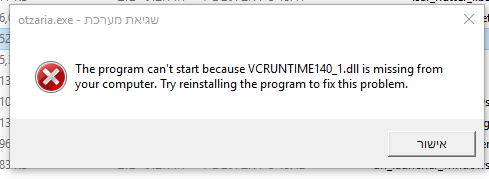 otzaria.exe - שגיאת מערכת
The program can't start because VCRUNTIME140_1.dll is missing from
your computer. Try reinstalling the program to fix this problem.
אישור